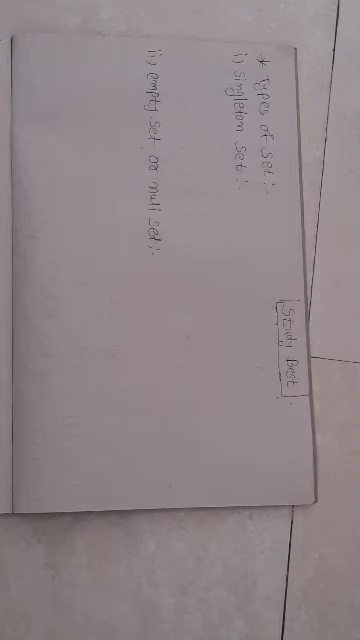 Study Best
* Types of set :-
i) singleton set :-
ii) empty set or null set :-